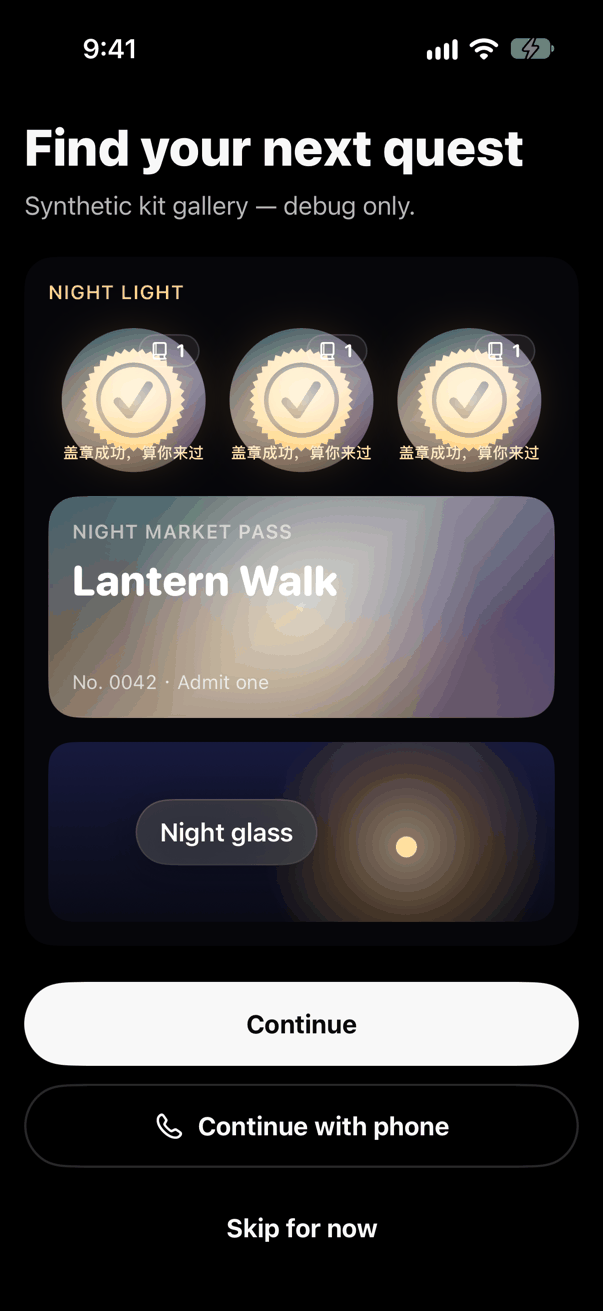 9:41
Find your next quest
Synthetic kit gallery — debug only.
NIGHT LIGHT
1
1
1
盖章成功，算你来过
盖章成功，算你来过
盖章成功，算你来过
NIGHT MARKET PASS
Lantern Walk
No. 0042 · Admit one
Night glass
Continue
Continue with phone
Skip for now